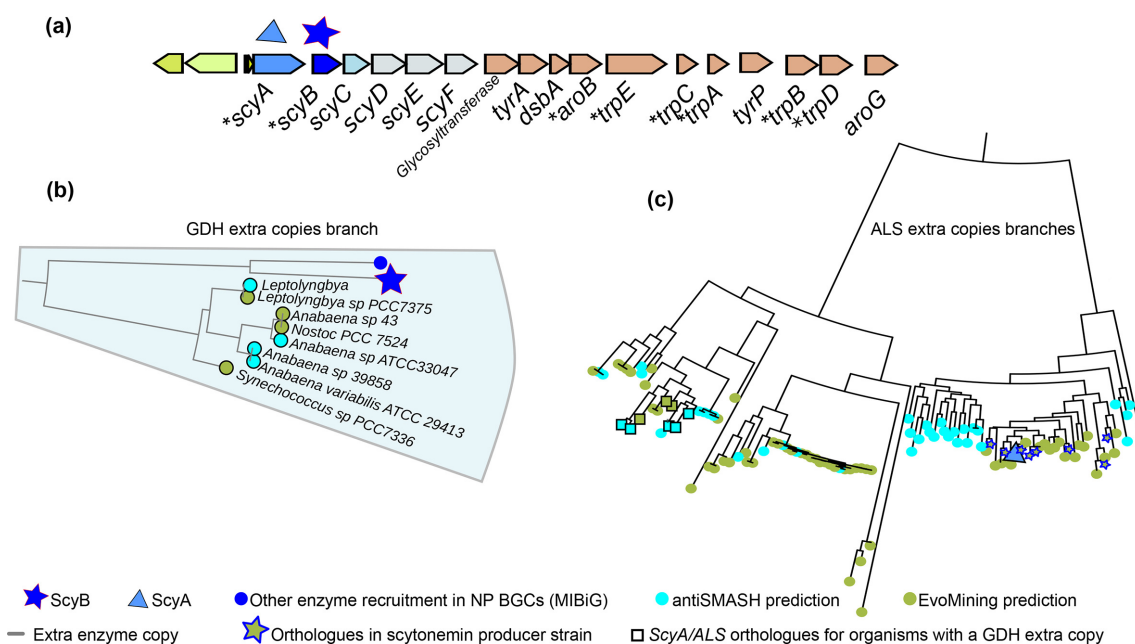 (a)
*scyA
*scyB
scyC
scyD
scyE
scyF
Glycosyltransferase
tyrA
dsbA
*aroB
*trpE
*trpC
*trpA
tyrP
*trpB
*trpD
aroG
(b)
GDH extra copies branch
Leptolyngbya
Leptolyngbya sp PCC7375
Anabaena sp 43
Nostoc PCC 7524
Anabaena sp ATCC33047
Anabaena sp 39858
Anabaena variabilis ATCC 29413
Synechococcus sp PCC7336
(c)
ALS extra copies branches
ScyB
ScyA
Other enzyme recruitment in NP BGCs (MIBiG)
antiSMASH prediction
EvoMining prediction
Extra enzyme copy
Orthologues in scytonemin producer strain
ScyA/ALS orthologues for organisms with a GDH extra copy